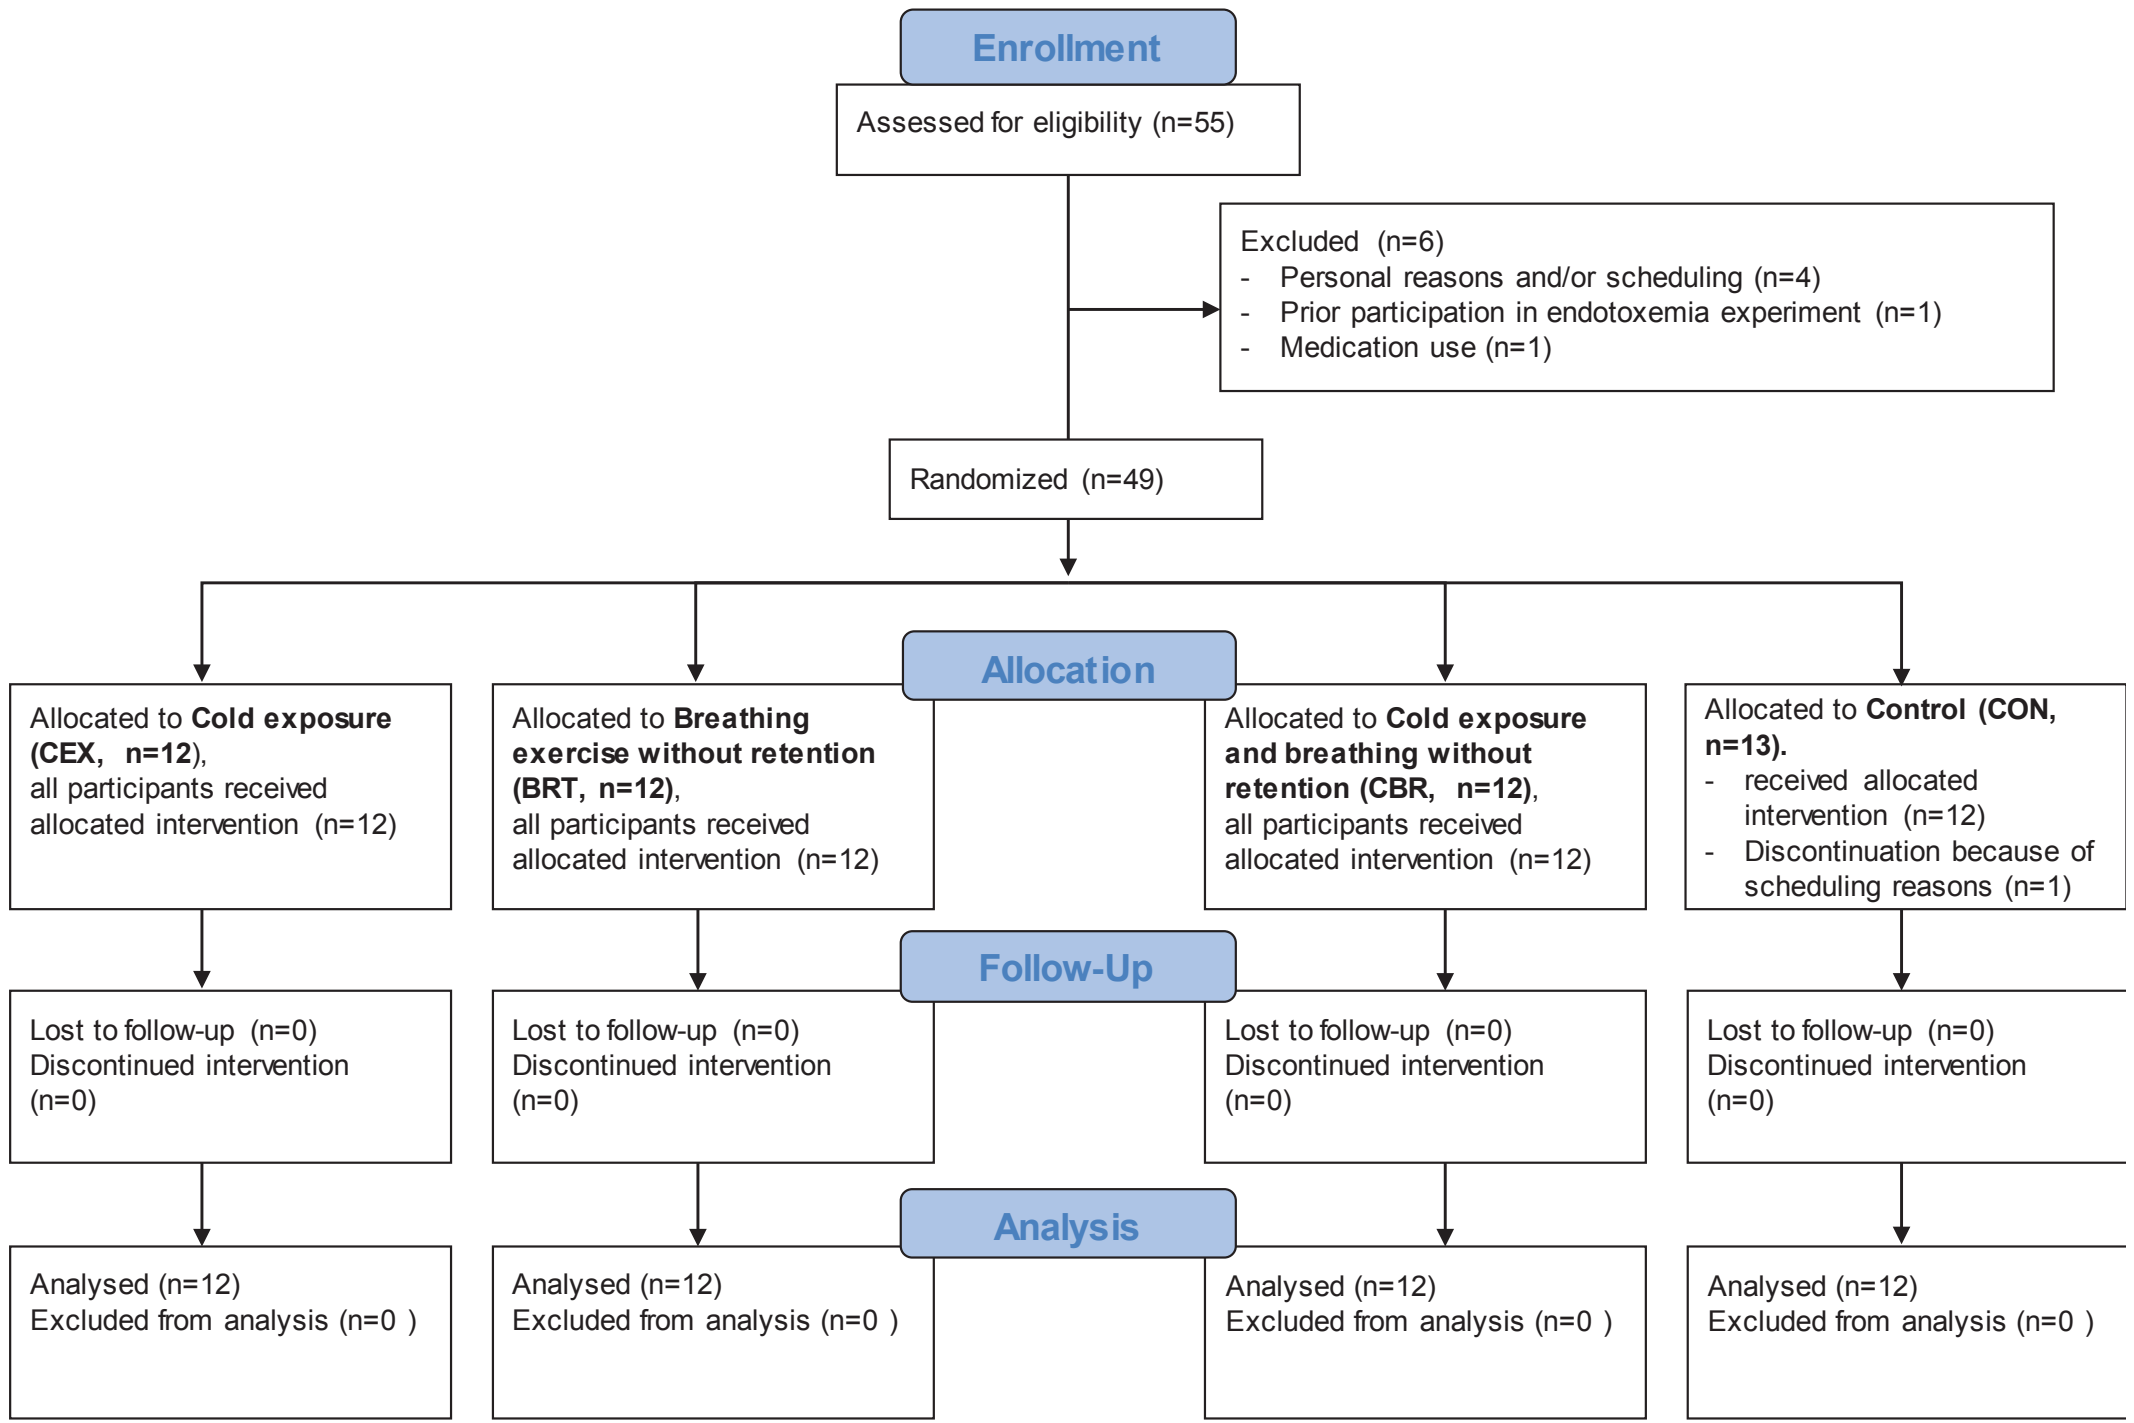 Enrollment
Assessed for eligibility (n=55)
Excluded (n=6)
- Personal reasons and/or scheduling (n=4)
- Prior participation in endotoxemia experiment (n=1)
- Medication use (n=1)
Randomized (n=49)
Allocation
Allocated to Cold exposure
(CEX, n=12),
all participants received
allocated intervention (n=12)
Allocated to Breathing
exercise without retention
(BRT, n=12),
all participants received
allocated intervention (n=12)
Allocated to Cold exposure
and breathing without
retention (CBR, n=12),
all participants received
allocated intervention (n=12)
Allocated to Control (CON,
n=13).
- received allocated
intervention (n=12)
- Discontinuation because of
scheduling reasons (n=1)
Follow-Up
Lost to follow-up (n=0)
Discontinued intervention
(n=0)
Lost to follow-up (n=0)
Discontinued intervention
(n=0)
Lost to follow-up (n=0)
Discontinued intervention
(n=0)
Lost to follow-up (n=0)
Discontinued intervention
(n=0)
Analysis
Analysed (n=12)
Excluded from analysis (n=0 )
Analysed (n=12)
Excluded from analysis (n=0 )
Analysed (n=12)
Excluded from analysis (n=0 )
Analysed (n=12)
Excluded from analysis (n=0 )